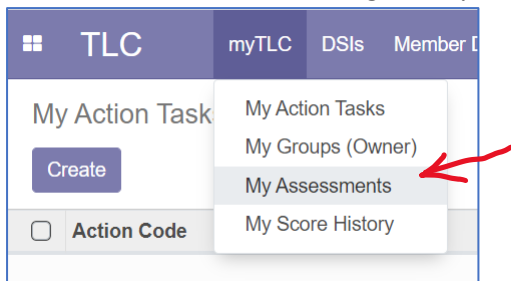 TLC myTLC DSIs Member
My Action Task
My Action Tasks
My Groups (Owner)
Create
My Assessments
My Score History
Action Code